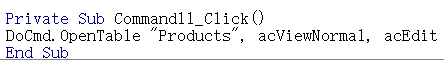 Private Sub Command11_Click()
DoCmd.OpenTable "Products", acViewNormal, acEdit
End Sub